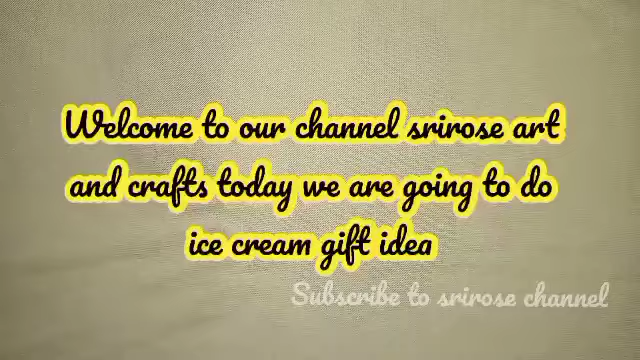 Welcome to our channel srirose art
and crafts today we are going to do
ice cream gift idea
Subscribe to srirose channel